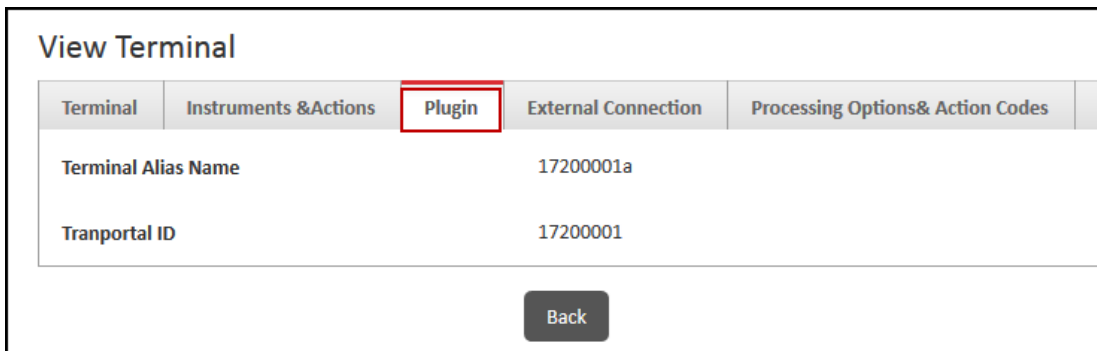 View Terminal
Terminal Instruments &Actions Plugin External Connection Processing Options& Action Codes
Terminal Alias Name 17200001a
Tranportal ID 17200001
Back